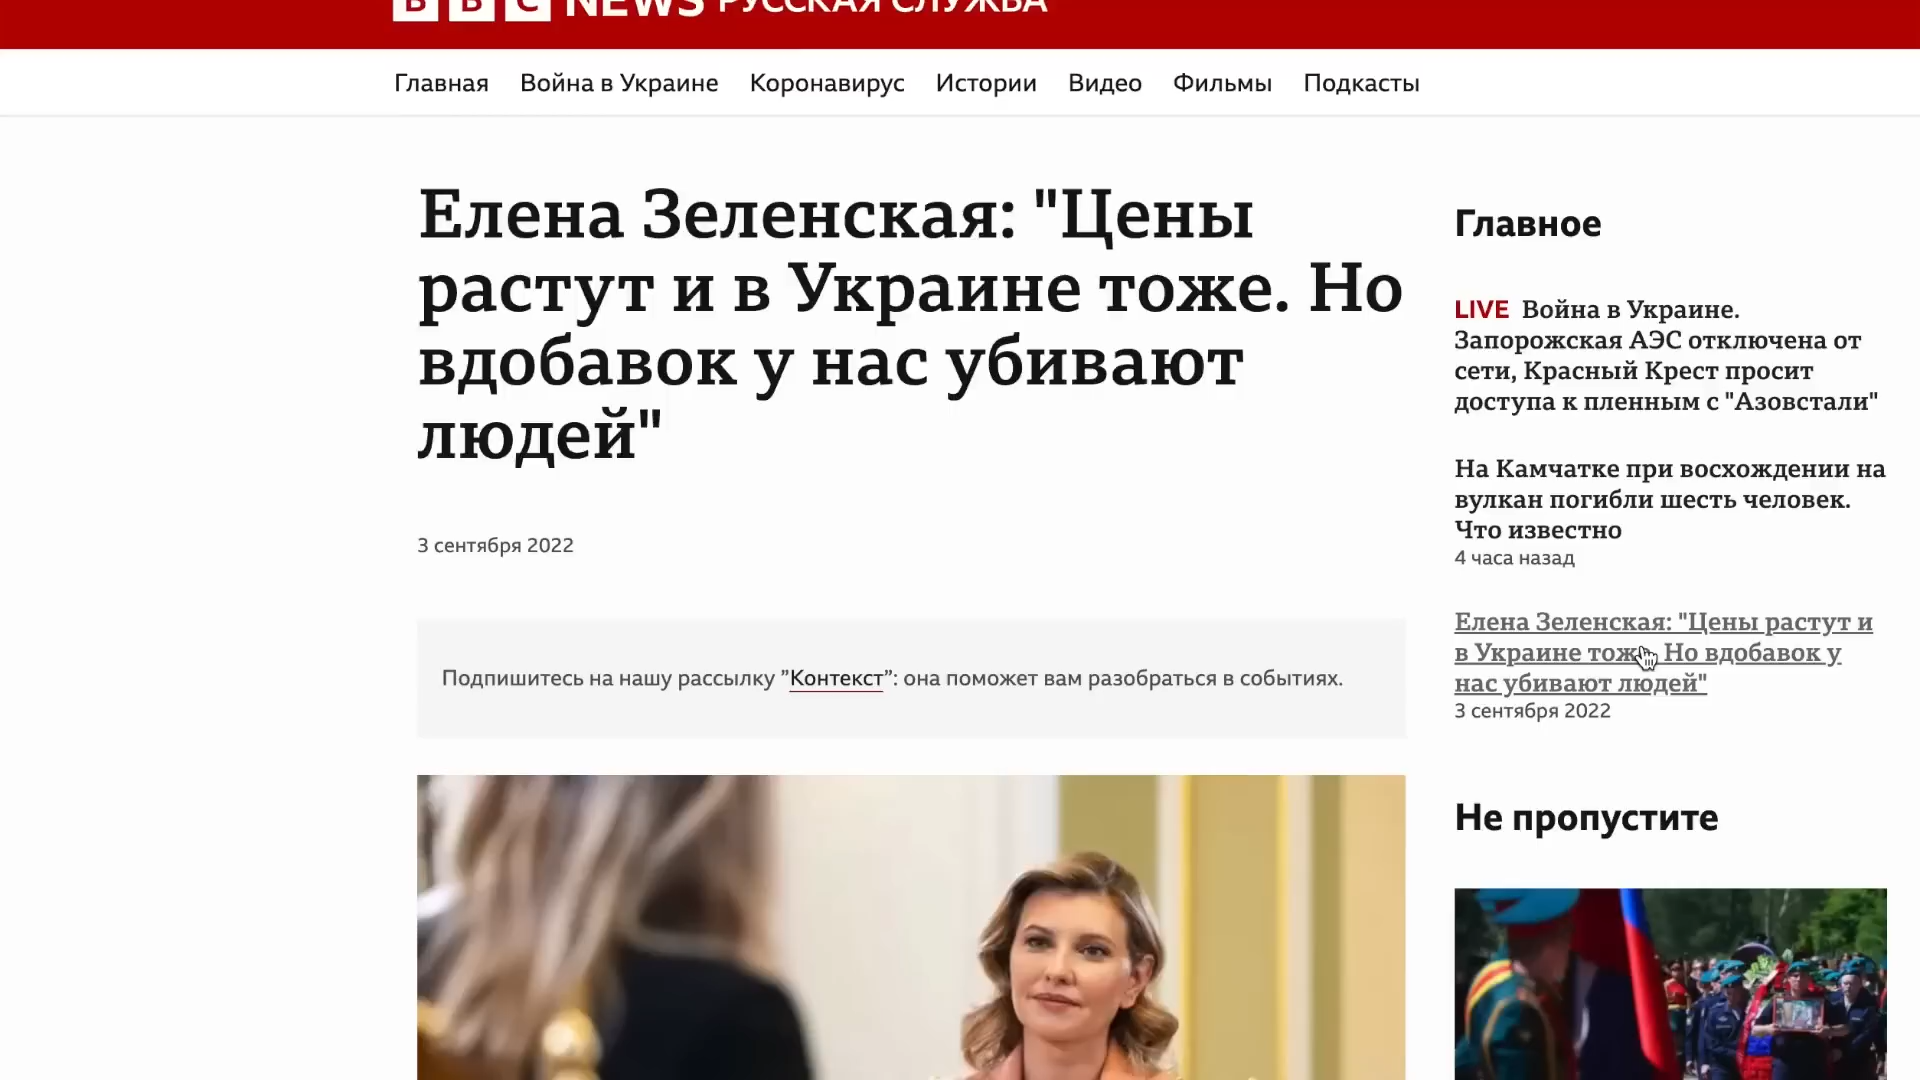 BBC NEWS РУССКАЯ СЛУЖБА
Главная Война в Украине Коронавирус Истории Видео Фильмы Подкасты
Елена Зеленская: "Цены
растут и в Украине тоже. Но
вдобавок у нас убивают
людей"
3 сентября 2022
Подпишитесь на нашу рассылку ”Контекст”: она поможет вам разобраться в событиях.
Главное
LIVE Война в Украине.
Запорожская АЭС отключена от
сети, Красный Крест просит
доступа к пленным с "Азовстали"
На Камчатке при восхождении на
вулкан погибли шесть человек.
Что известно
4 часа назад
Елена Зеленская: "Цены растут и
в Украине тоже. Но вдобавок у
нас убивают людей"
3 сентября 2022
Не пропустите